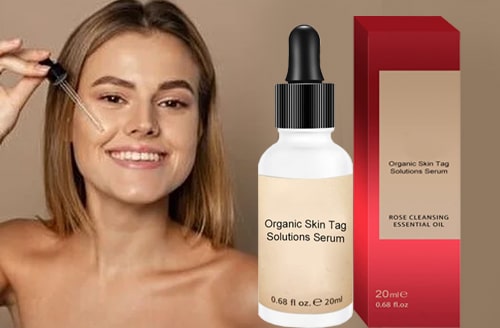 Organic Skin Tag
Solutions Serum
0.68 fl oz. ℮ 20ml
Organic Skin Tag
Solutions Serum
ROSE CLEANSING
ESSENTIAL OIL
20ml℮
0.68 fl.oz